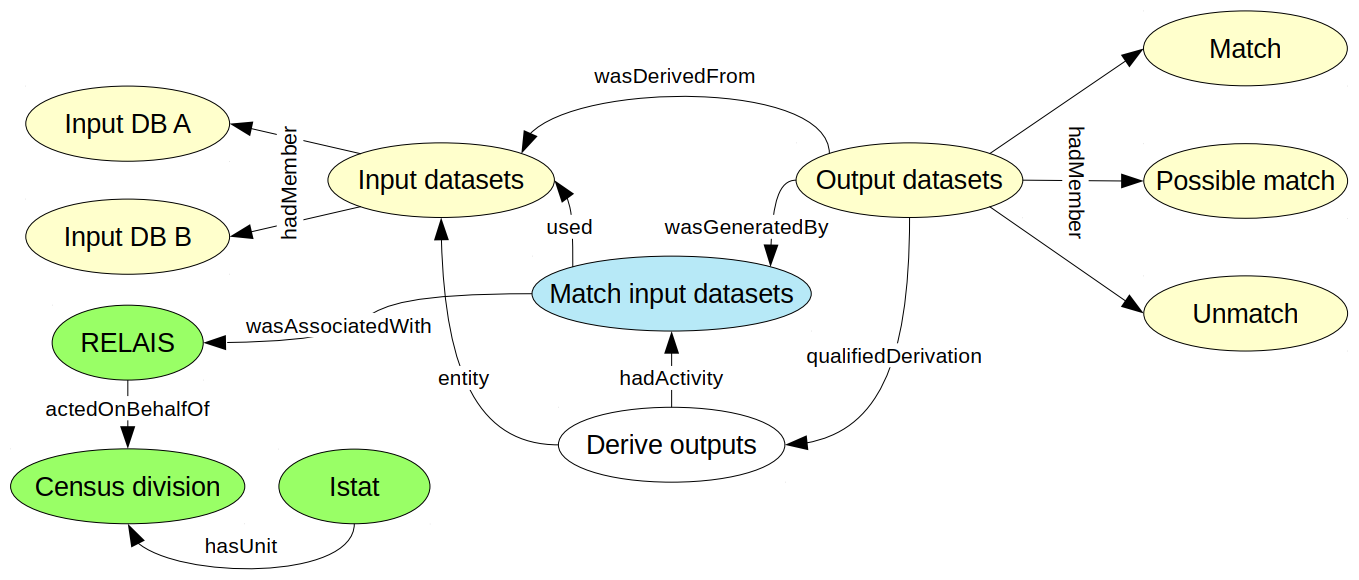 Match
wasDerivedFrom
Input DB A
hadMember
Input datasets
Output datasets
hadMember
Possible match
Input DB B
used
wasGeneratedBy
Match input datasets
Unmatch
wasAssociatedWith
RELAIS
qualifiedDerivation
entity
hadActivity
actedOnBehalfOf
Derive outputs
Census division
Istat
hasUnit